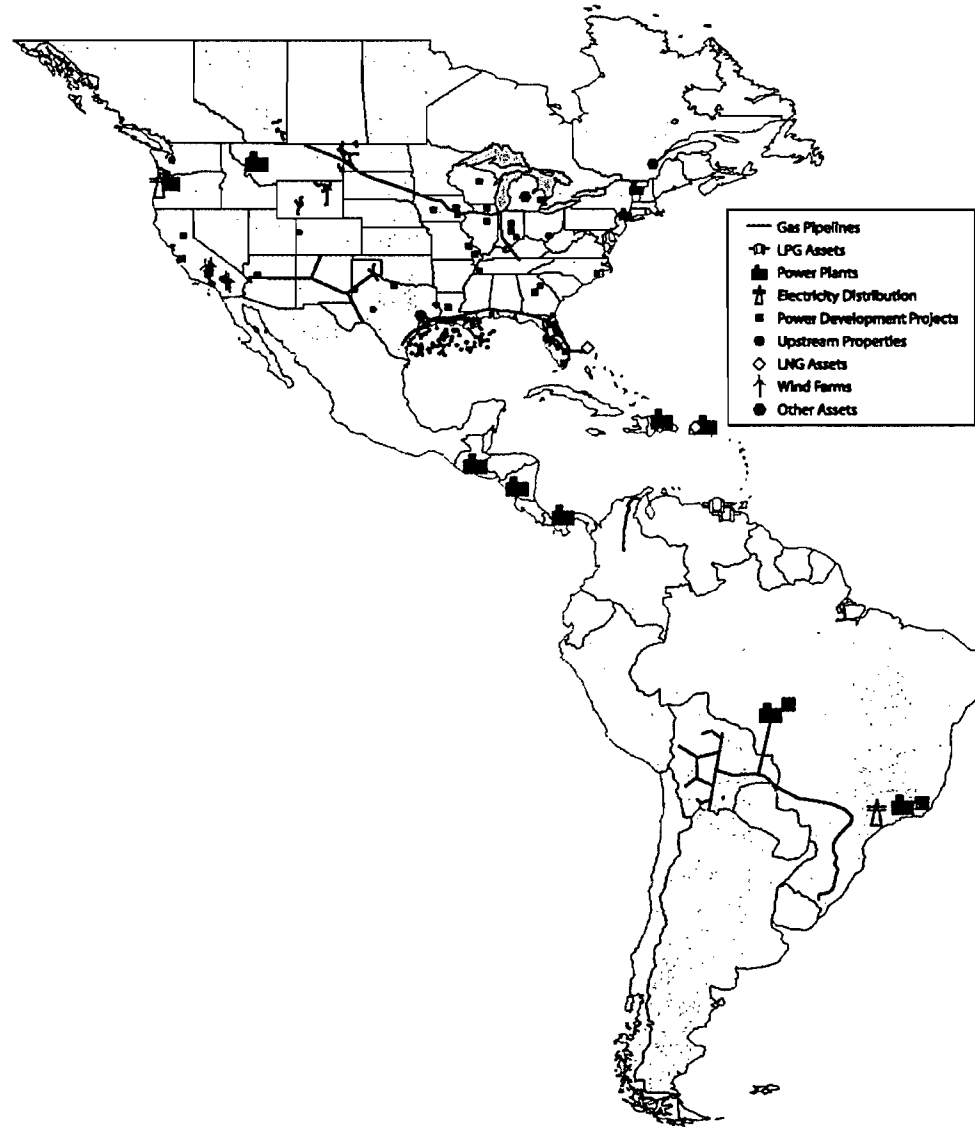 Gas Pipelines
LPG Assets
Power Plants
Electricity Distribution
Power Development Projects
Upstream Properties
LNG Assets
Wind Farms
Other Assets